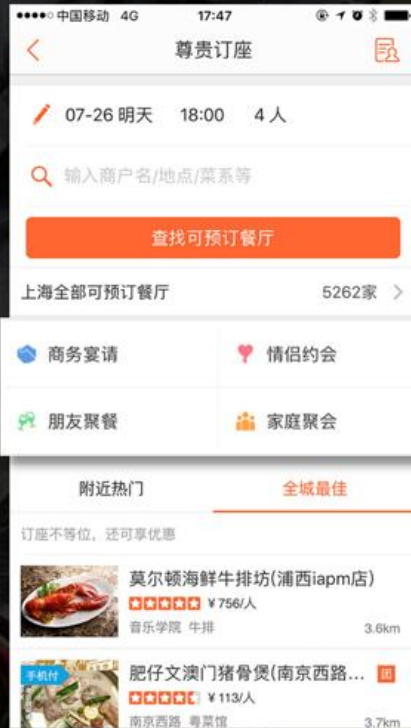 中国移动 4G 17:47
尊贵订座
07-26 明天 18:00 4人
输入商户名/地点/菜系等
查找可预订餐厅
上海全部可预订餐厅 5262家
商务宴请 情侣约会
朋友聚餐 家庭聚会
附近热门 全城最佳
订座不等位，还可享优惠
莫尔顿海鲜牛排坊(浦西iapm店)
¥756/人
音乐学院 牛排 3.6km
手机付
肥仔文澳门猪骨煲(南京西路... 团
¥113/人
南京西路 粤菜馆 3.7km